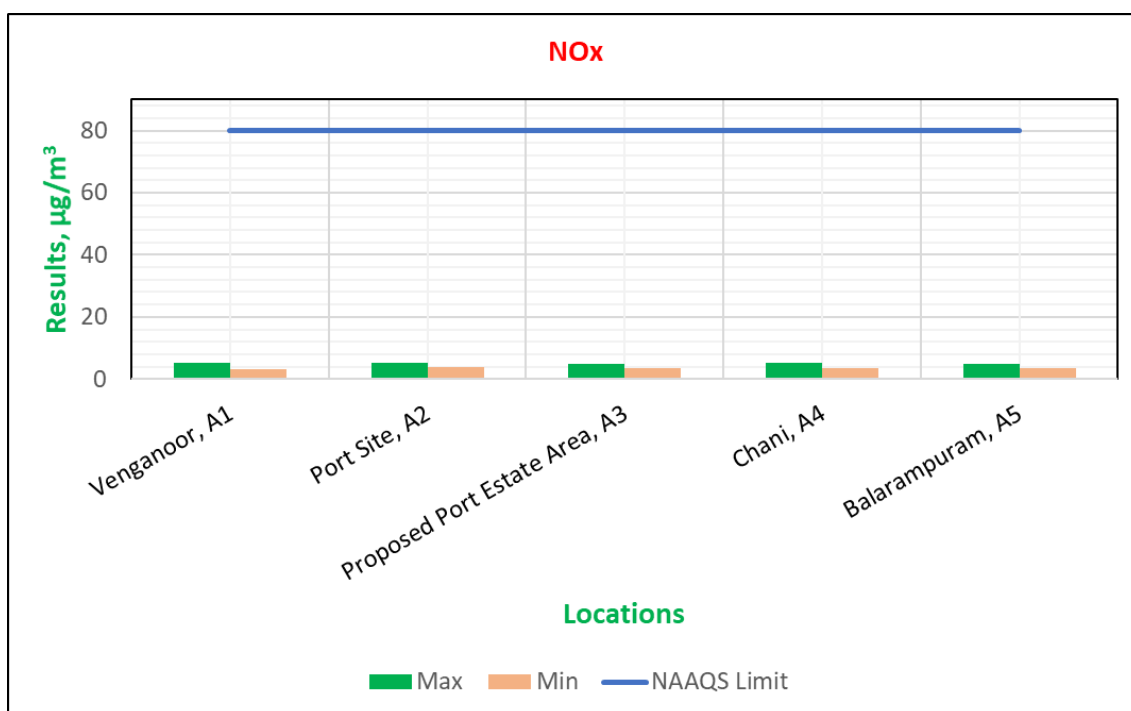 NOx
Results, µg/m³
80
60
40
20
0
Venganoor, A1
Port Site, A2
Proposed Port Estate Area, A3
Chani, A4
Balarampuram, A5
Locations
Max Min NAAQS Limit